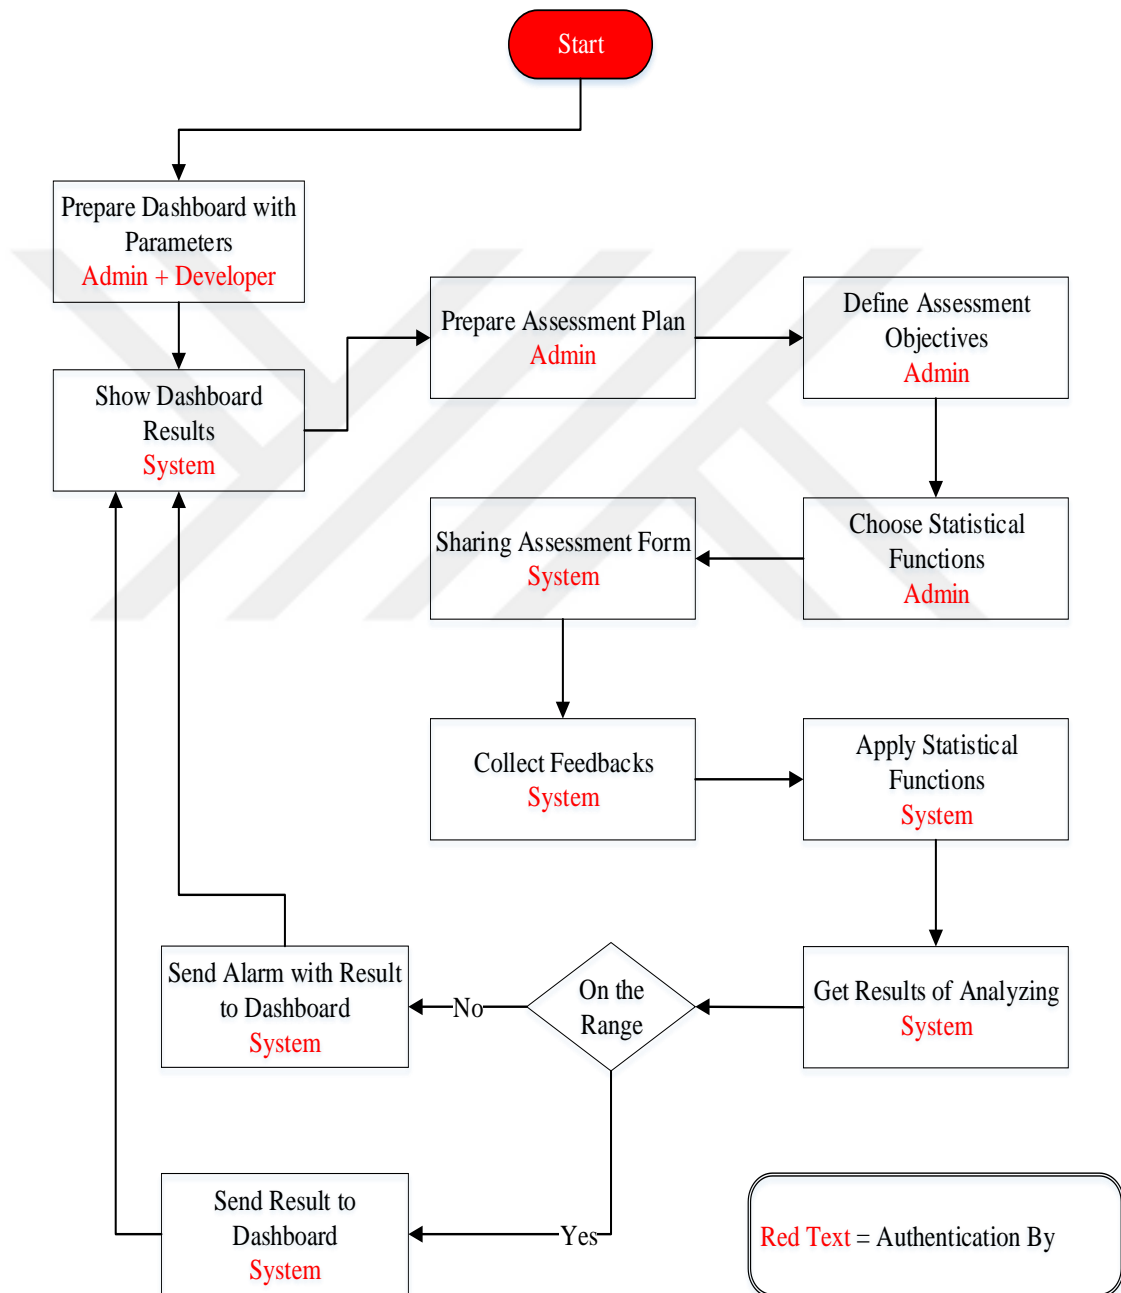 Start
Prepare Dashboard with
Parameters
Admin + Developer
Show Dashboard
Results
System
Prepare Assessment Plan
Admin
Define Assessment
Objectives
Admin
Choose Statistical
Functions
Admin
Sharing Assessment Form
System
Collect Feedbacks
System
Apply Statistical
Functions
System
Get Results of Analyzing
System
On the
Range
No
Send Alarm with Result
to Dashboard
System
Yes
Send Result to
Dashboard
System
Red Text = Authentication By